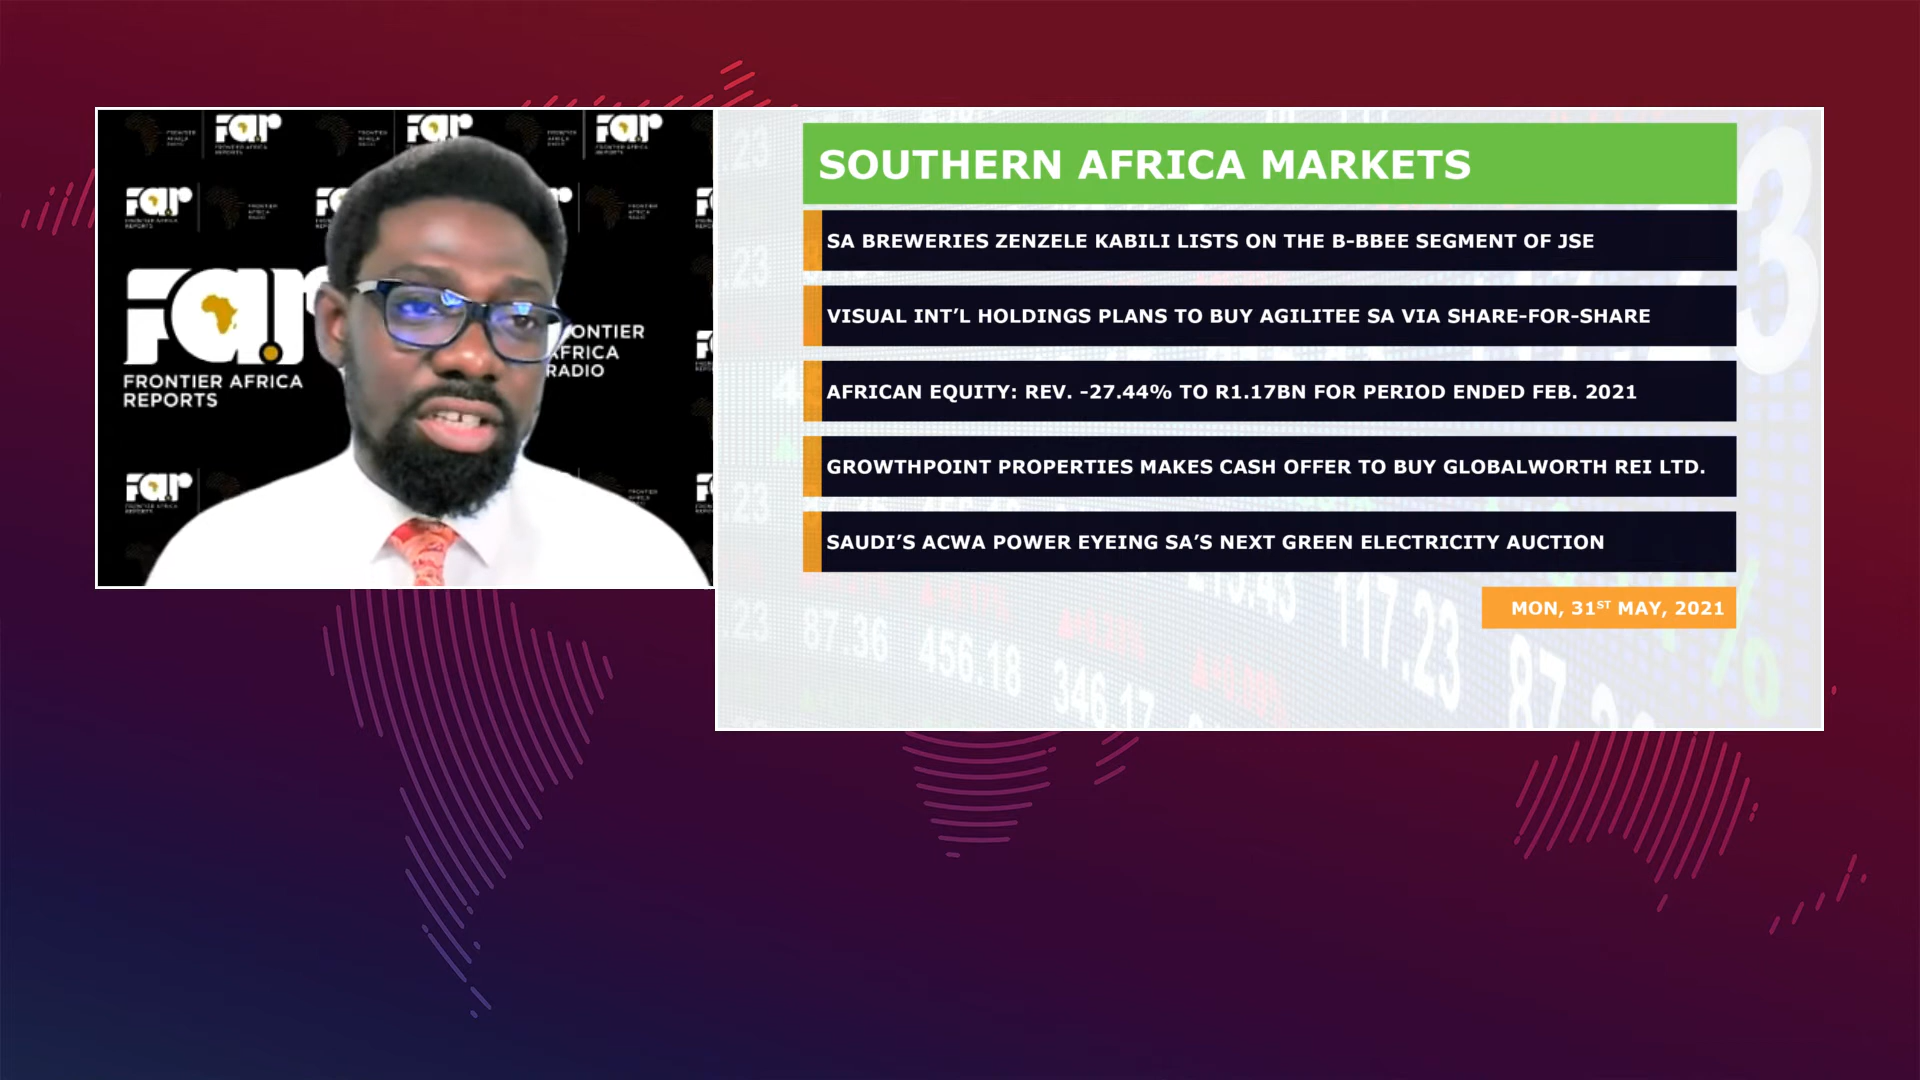 far
FRONTIER AFRICA
REPORTS
FRONTIER
AFRICA
RADIO
SOUTHERN AFRICA MARKETS
SA BREWERIES ZENZELE KABILI LISTS ON THE B-BBEE SEGMENT OF JSE
VISUAL INT’L HOLDINGS PLANS TO BUY AGILITEE SA VIA SHARE-FOR-SHARE
AFRICAN EQUITY: REV. -27.44% TO R1.17BN FOR PERIOD ENDED FEB. 2021
GROWTHPOINT PROPERTIES MAKES CASH OFFER TO BUY GLOBALWORTH REI LTD.
SAUDI’S ACWA POWER EYEING SA’S NEXT GREEN ELECTRICITY AUCTION
MON, 31ST MAY, 2021
87.36 456.18 346.17 117.23